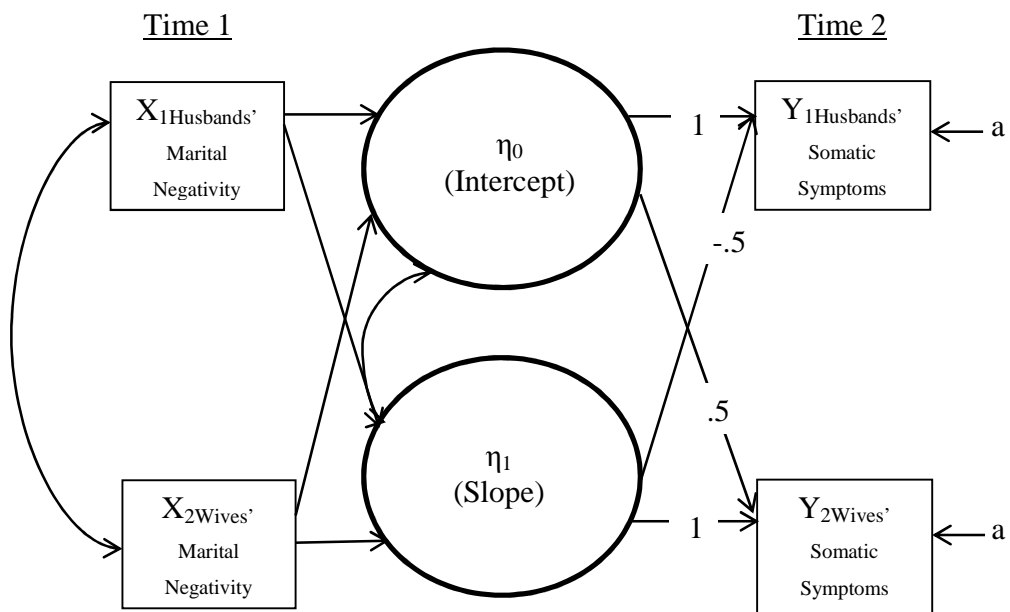 Time 1
Time 2
X1Husbands’
Marital
Negativity
η0
(Intercept)
1
Y1Husbands’
Somatic
Symptoms
a
-.5
.5
X2Wives’
Marital
Negativity
η1
(Slope)
1
Y2Wives’
Somatic
Symptoms
a